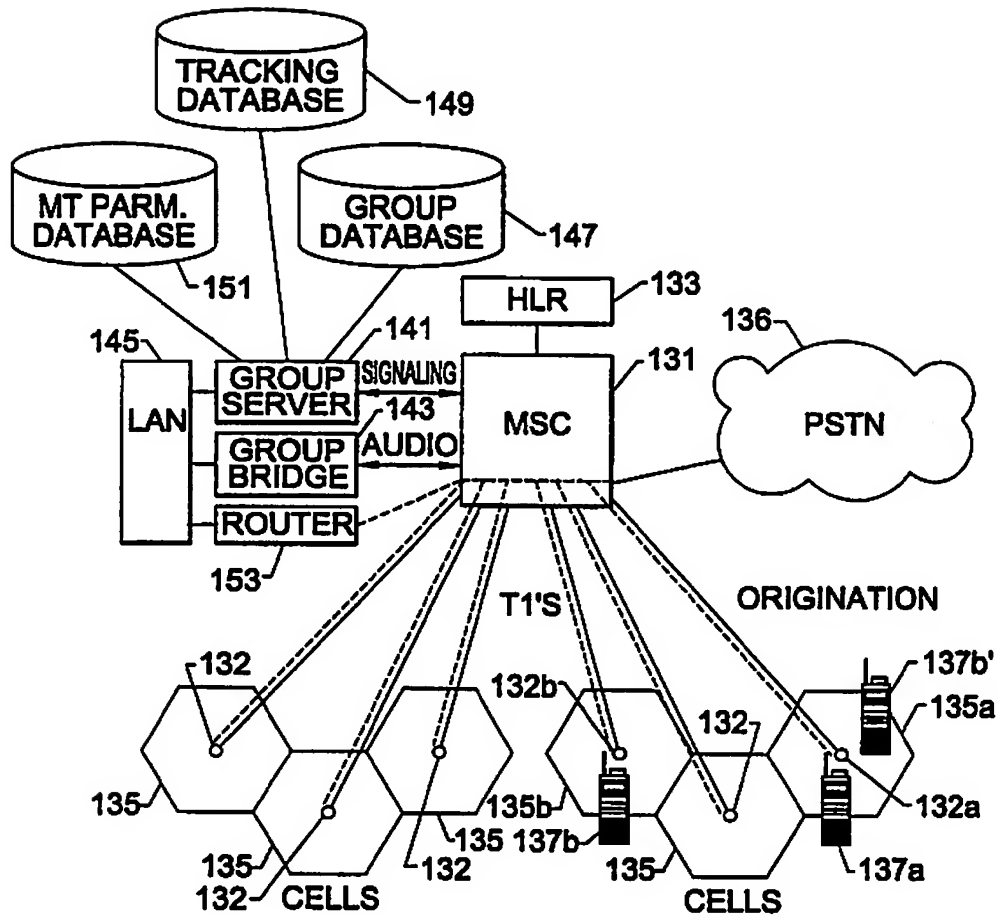 TRACKING
DATABASE
149
MT PARM.
DATABASE
151
GROUP
DATABASE
147
HLR
133
136
145
141
131
LAN
GROUP
SERVER
SIGNALING
143
MSC
PSTN
GROUP
BRIDGE
AUDIO
ROUTER
153
T1'S
ORIGINATION
132
132b
132
137b'
135a
135
135
132
135
132
CELLS
135b
137b
135
CELLS
132a
137a